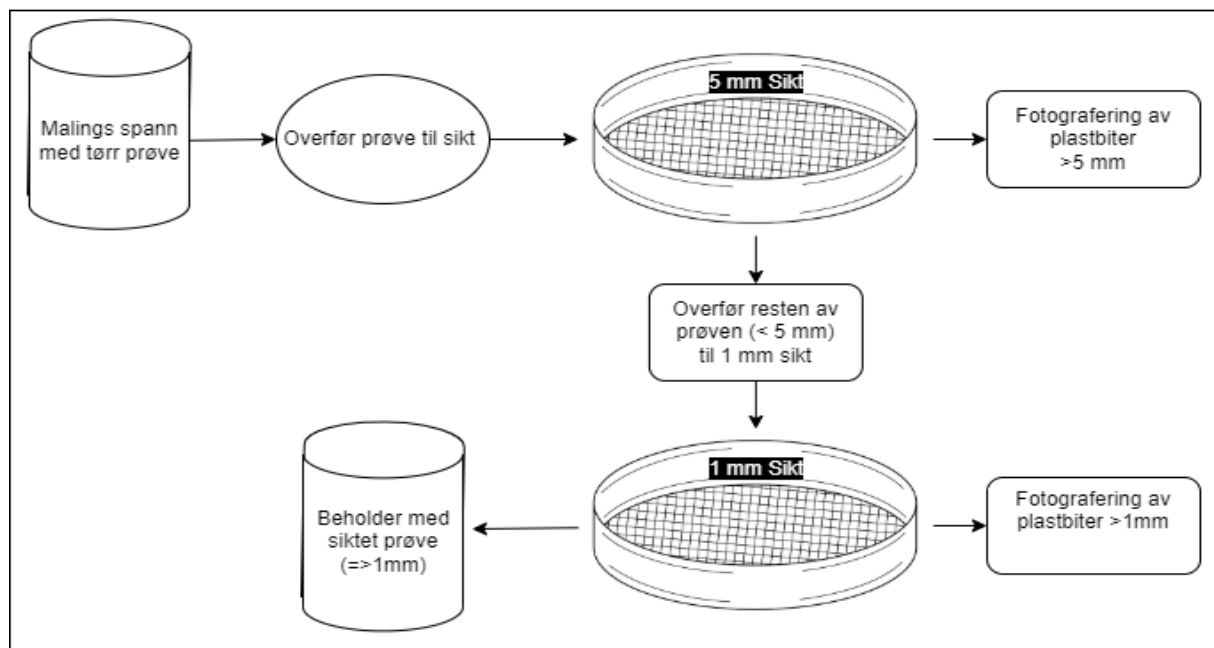 Malings spann
med tørr prøve
Overfør prøve til sikt
5 mm Sikt
Fotografering av
plastbiter
>5 mm
Overfør resten av
prøven (< 5 mm)
til 1 mm sikt
1 mm Sikt
Fotografering av
plastbiter >1mm
Beholder med
siktet prøve
(=>1mm)